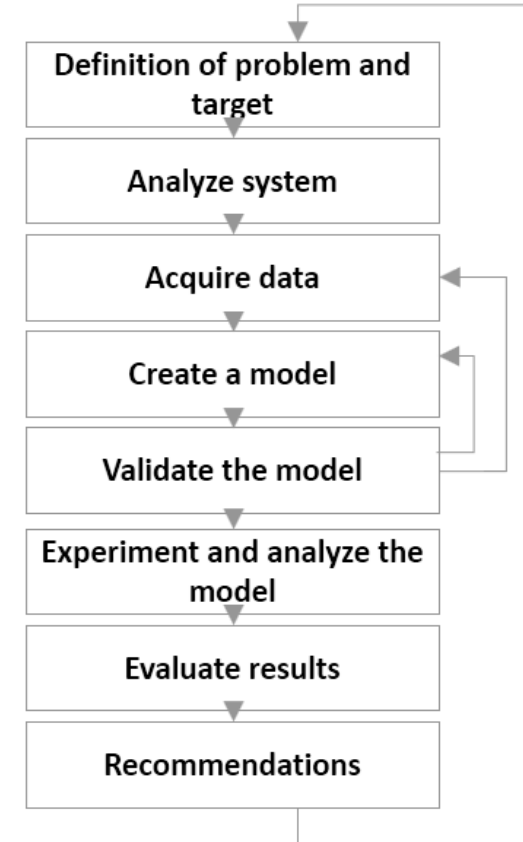 Definition of problem and
target
Analyze system
Acquire data
Create a model
Validate the model
Experiment and analyze the
model
Evaluate results
Recommendations